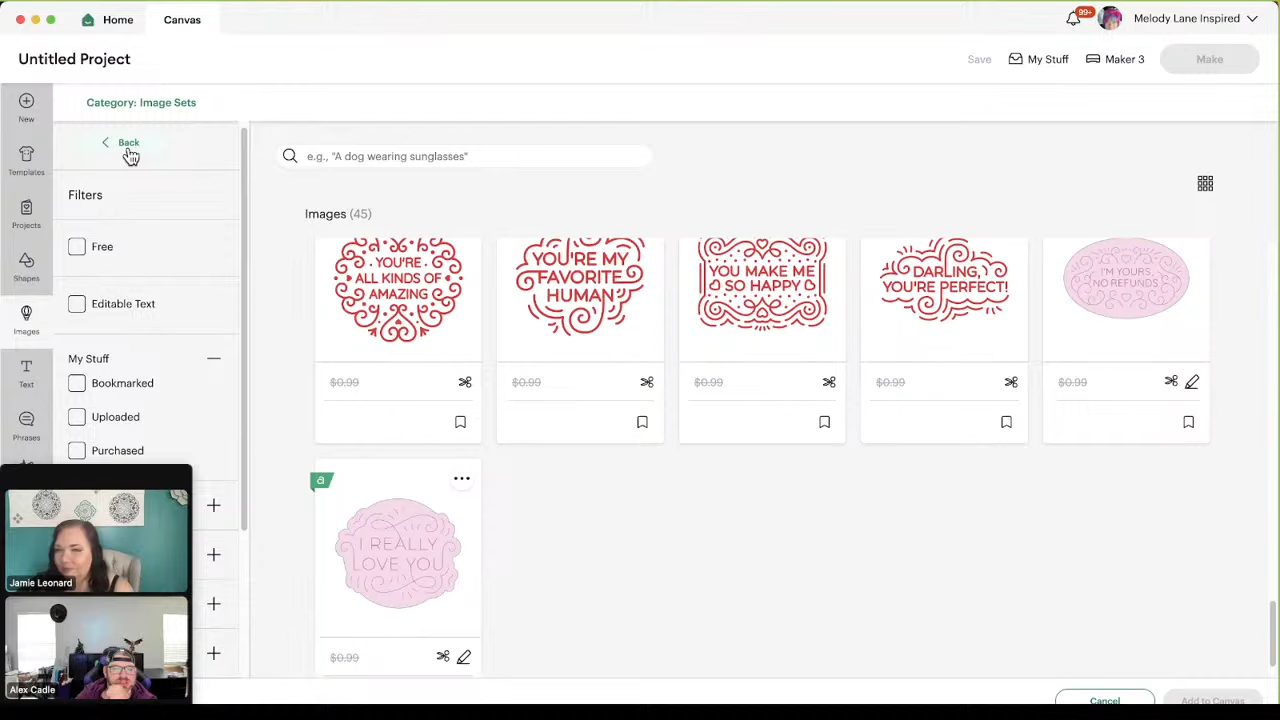 Home
Canvas
99+
Melody Lane Inspired
Untitled Project
Save
My Stuff
Maker 3
Make
New
Templates
Projects
Shapes
Images
Text
Phrases
Category: Image Sets
Back
Filters
Free
Editable Text
My Stuff
Bookmarked
Uploaded
Purchased
e.g., "A dog wearing sunglasses"
Images (45)
YOU'RE
ALL KINDS OF
AMAZING
$0.99
YOU'RE MY
FAVORITE
HUMAN
$0.99
YOU MAKE ME
SO HAPPY
$0.99
DARLING,
YOU'RE PERFECT!
$0.99
I'M YOURS,
NO REFUNDS
$0.99
a
I REALLY
LOVE YOU
$0.99
Jamie Leonard
Alex Cadle
Cancel
Add to Canvas